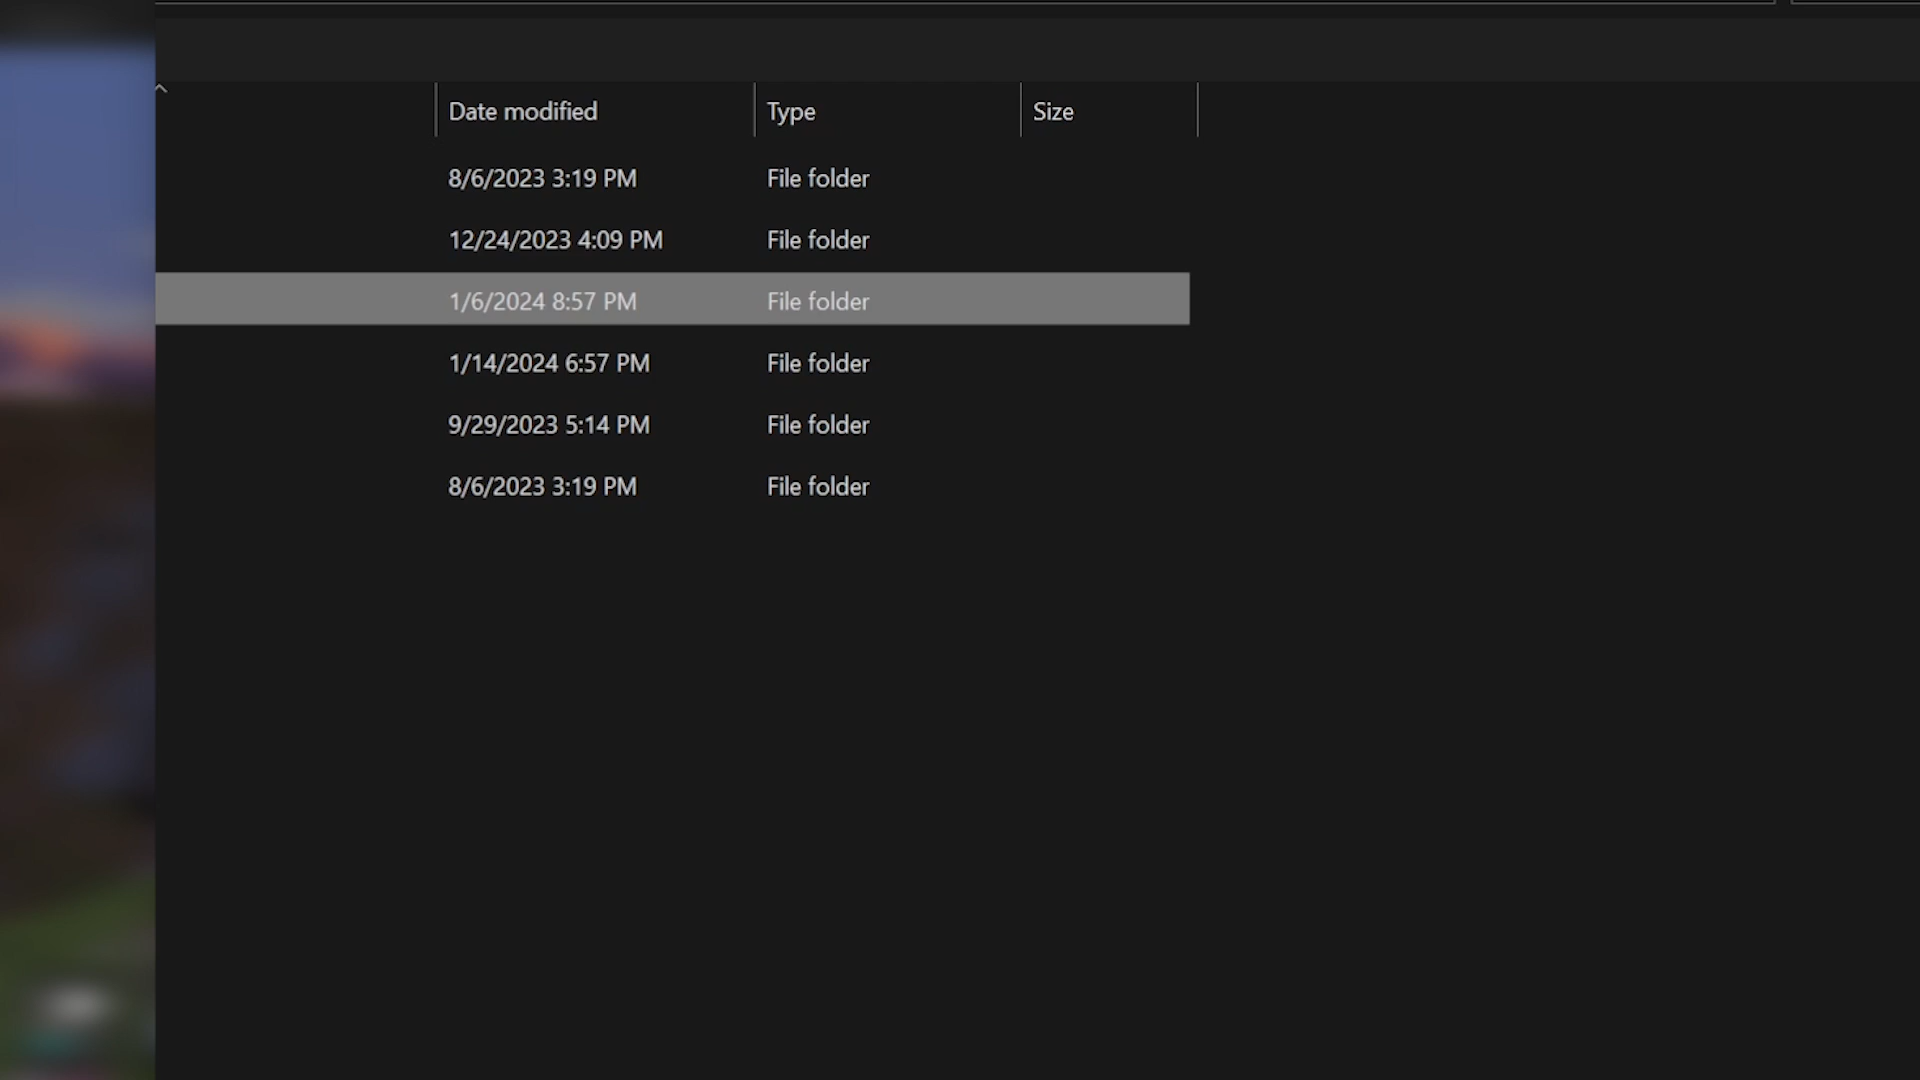 Date modified Type Size
8/6/2023 3:19 PM File folder
12/24/2023 4:09 PM File folder
1/6/2024 8:57 PM File folder
1/14/2024 6:57 PM File folder
9/29/2023 5:14 PM File folder
8/6/2023 3:19 PM File folder